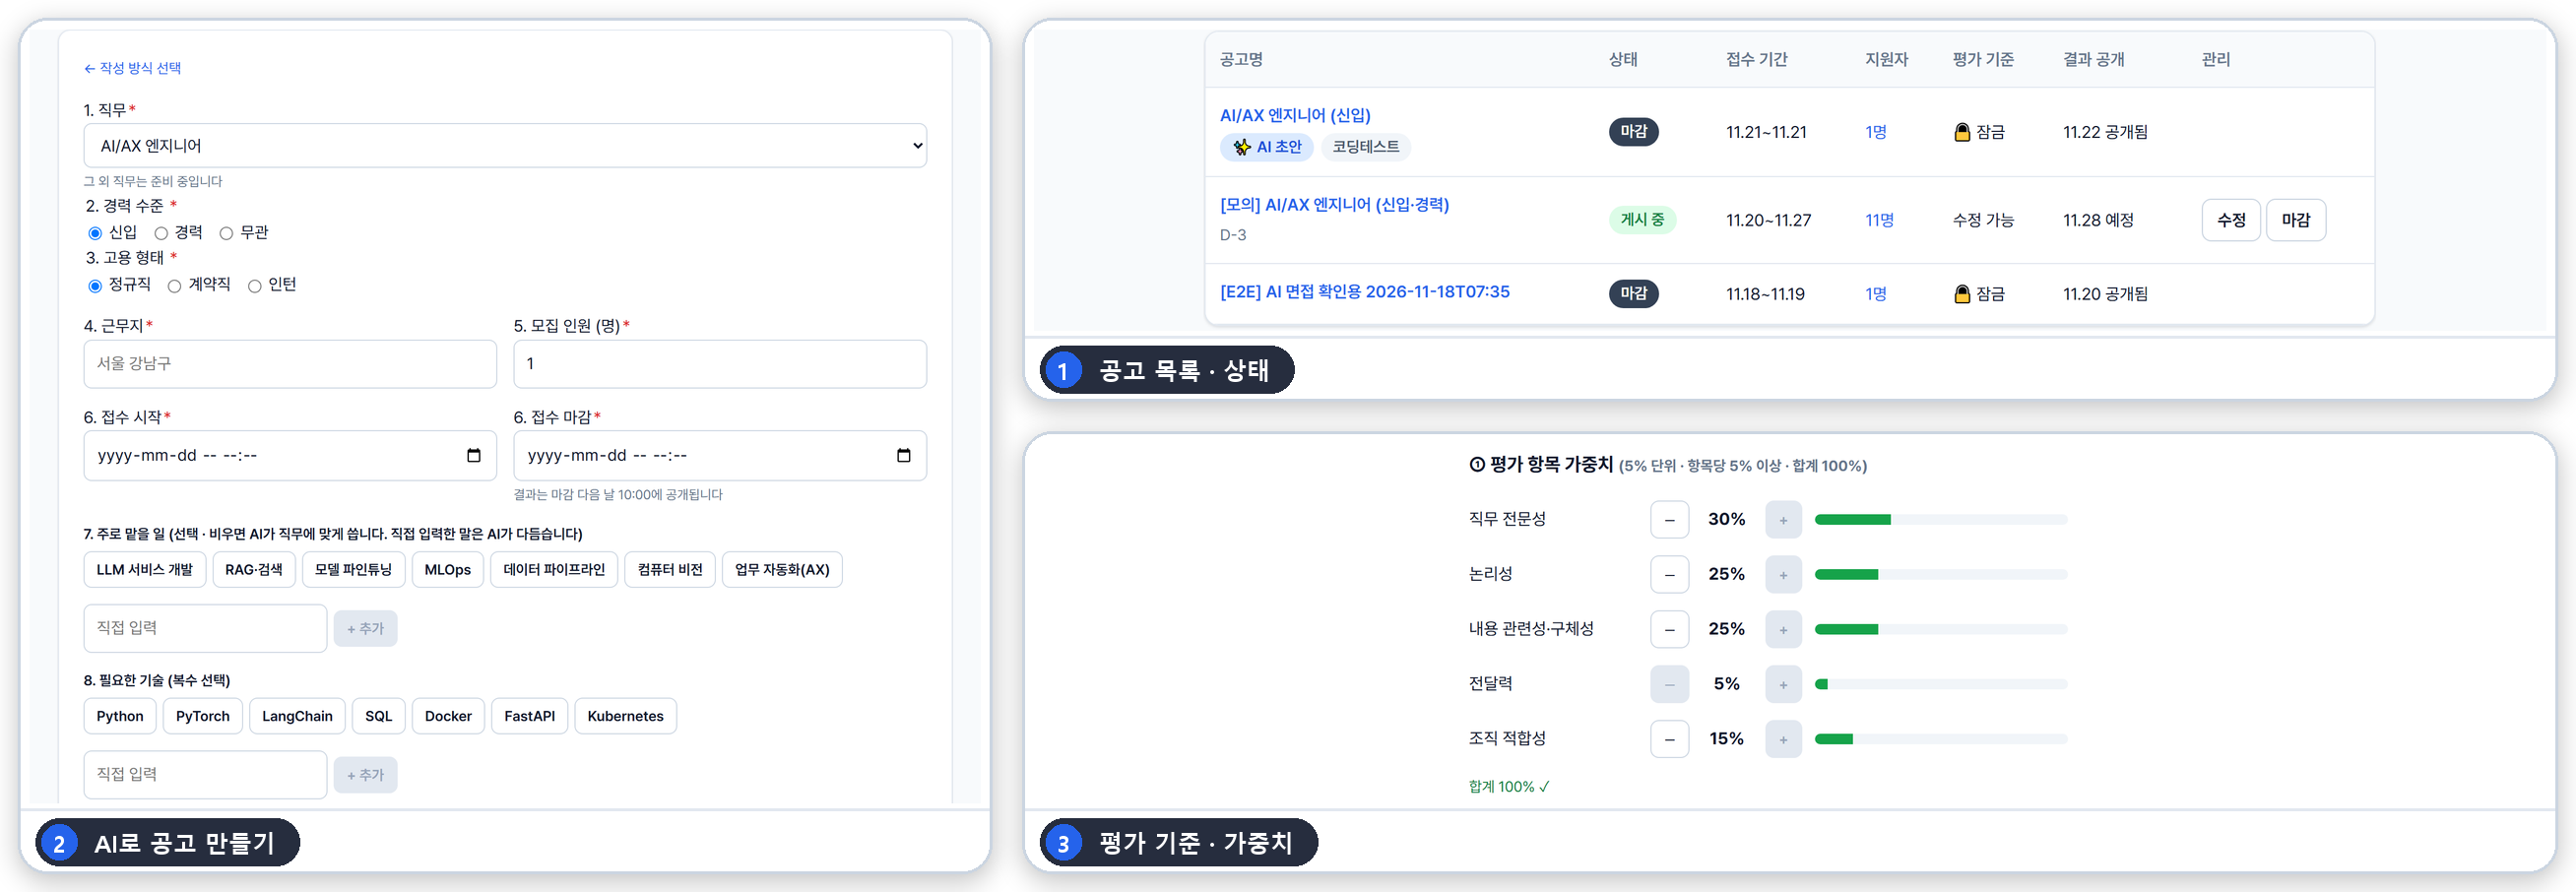 ← 작성 방식 선택
1. 직무*
AI/AX 엔지니어
그 외 직무는 준비 중입니다
2. 경력 수준 *
신입 경력 무관
3. 고용 형태 *
정규직 계약직 인턴
4. 근무지* 5. 모집 인원 (명)*
서울 강남구 1
6. 접수 시작* 6. 접수 마감*
yyyy-mm-dd -- --:-- yyyy-mm-dd -- --:--
결과는 마감 다음 날 10:00에 공개됩니다
7. 주로 맡을 일 (선택 · 비우면 AI가 직무에 맞게 씁니다. 직접 입력한 말은 AI가 다듬습니다)
LLM 서비스 개발 RAG·검색 모델 파인튜닝 MLOps 데이터 파이프라인 컴퓨터 비전 업무 자동화(AX)
직접 입력 + 추가
8. 필요한 기술 (복수 선택)
Python PyTorch LangChain SQL Docker FastAPI Kubernetes
직접 입력 + 추가
2 AI로 공고 만들기
공고명 상태 접수 기간 지원자 평가 기준 결과 공개 관리
AI/AX 엔지니어 (신입) 마감 11.21~11.21 1명 🔒 잠금 11.22 공개됨
✨ AI 초안 코딩테스트
[모의] AI/AX 엔지니어 (신입·경력) 게시 중 11.20~11.27 11명 수정 가능 11.28 예정 수정 마감
D-3
[E2E] AI 면접 확인용 2026-11-18T07:35 마감 11.18~11.19 1명 🔒 잠금 11.20 공개됨
1 공고 목록 · 상태
① 평가 항목 가중치 (5% 단위 · 항목당 5% 이상 · 합계 100%)
직무 전문성 – 30% +
논리성 – 25% +
내용 관련성·구체성 – 25% +
전달력 – 5% +
조직 적합성 – 15% +
합계 100% ✓
3 평가 기준 · 가중치